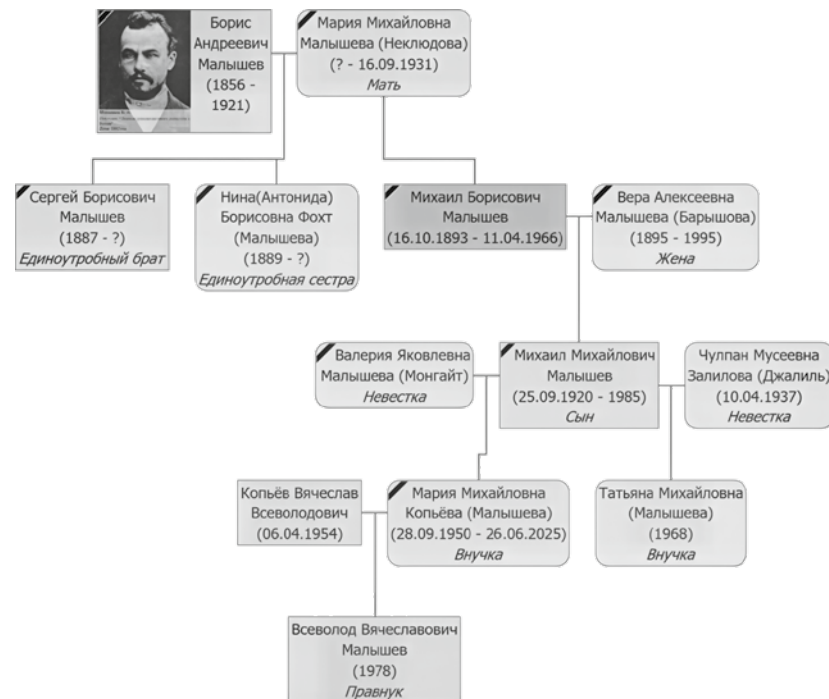 Борис
Андреевич
Малышев
(1856 -
1921)
Мария Михайловна
Малышева (Неклюдова)
(? - 16.09.1931)
Мать
Сергей Борисович
Малышев
(1887 - ?)
Единоутробный брат
Нина(Антонида)
Борисовна Фохт
(Малышева)
(1889 - ?)
Единоутробная сестра
Михаил Борисович
Малышев
(16.10.1893 - 11.04.1966)
Вера Алексеевна
Малышева (Барышова)
(1895 - 1995)
Жена
Валерия Яковлевна
Малышева (Монгайт)
Невестка
Михаил Михайлович
Малышев
(25.09.1920 - 1985)
Сын
Чулпан Мусеевна
Залилова (Джалиль)
(10.04.1937)
Невестка
Копьёв Вячеслав
Всеволодович
(06.04.1954)
Мария Михайловна
Копьёва (Малышева)
(28.09.1950 - 26.06.2025)
Внучка
Татьяна Михайловна
(Малышева)
(1968)
Внучка
Всеволод Вячеславович
Малышев
(1978)
Правнук